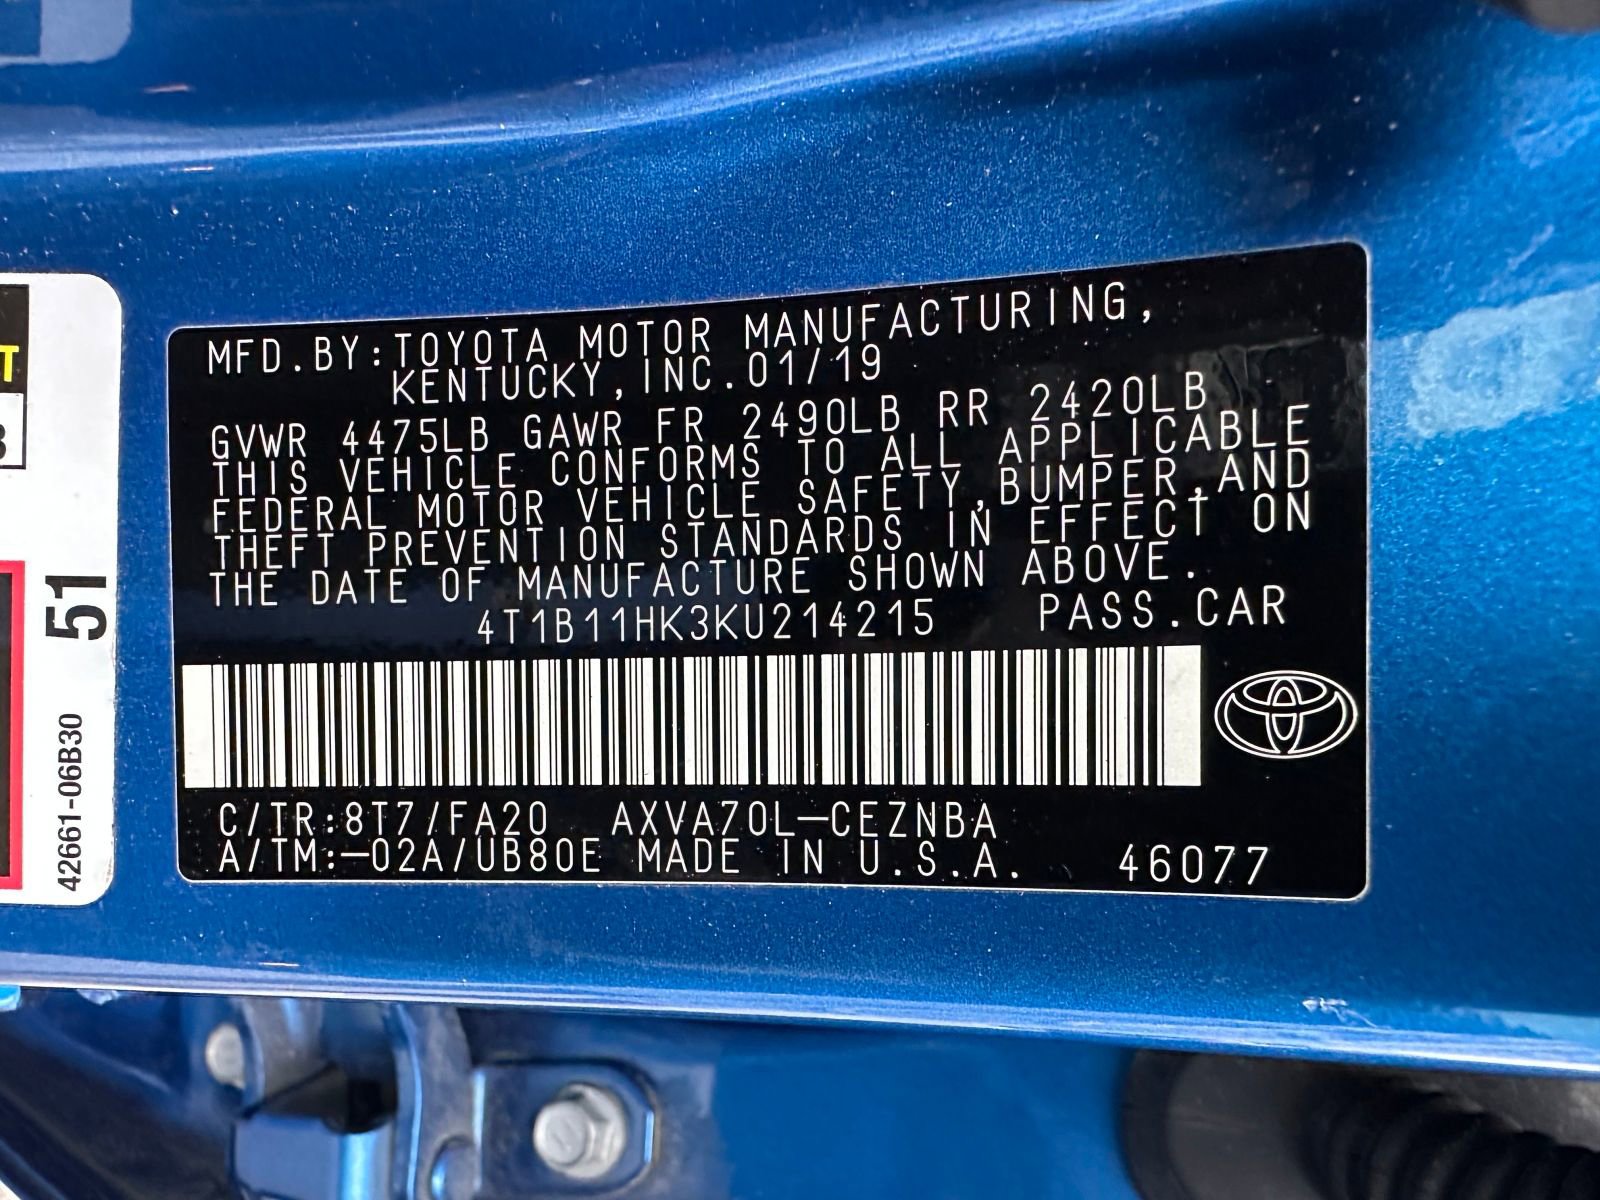 MFD.BY:TOYOTA MOTOR MANUFACTURING,
KENTUCKY,INC.01/19
GVWR 4475LB GAWR FR 2490LB RR 2420LB
THIS VEHICLE CONFORMS TO ALL APPLICABLE
FEDERAL MOTOR VEHICLE SAFETY,BUMPER,AND
THEFT PREVENTION STANDARDS IN EFFECT ON
THE DATE OF MANUFACTURE SHOWN ABOVE.
4T1B11HK3KU214215 PASS.CAR
C/TR:8T7/FA20 AXVA70L-CEZNBA
A/TM:-02A/UB80E MADE IN U.S.A. 46077
T
51
42661-06B30